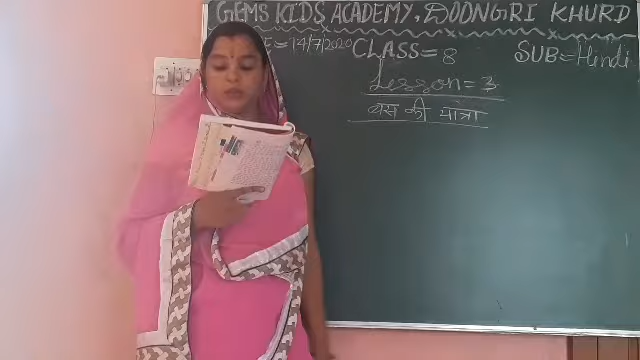 GEMS KIDS ACADEMY, DOONGRI KHURD
E=14/7/2020 CLASS=8 SUB=Hindi
Lesson=3
बस की यात्रा